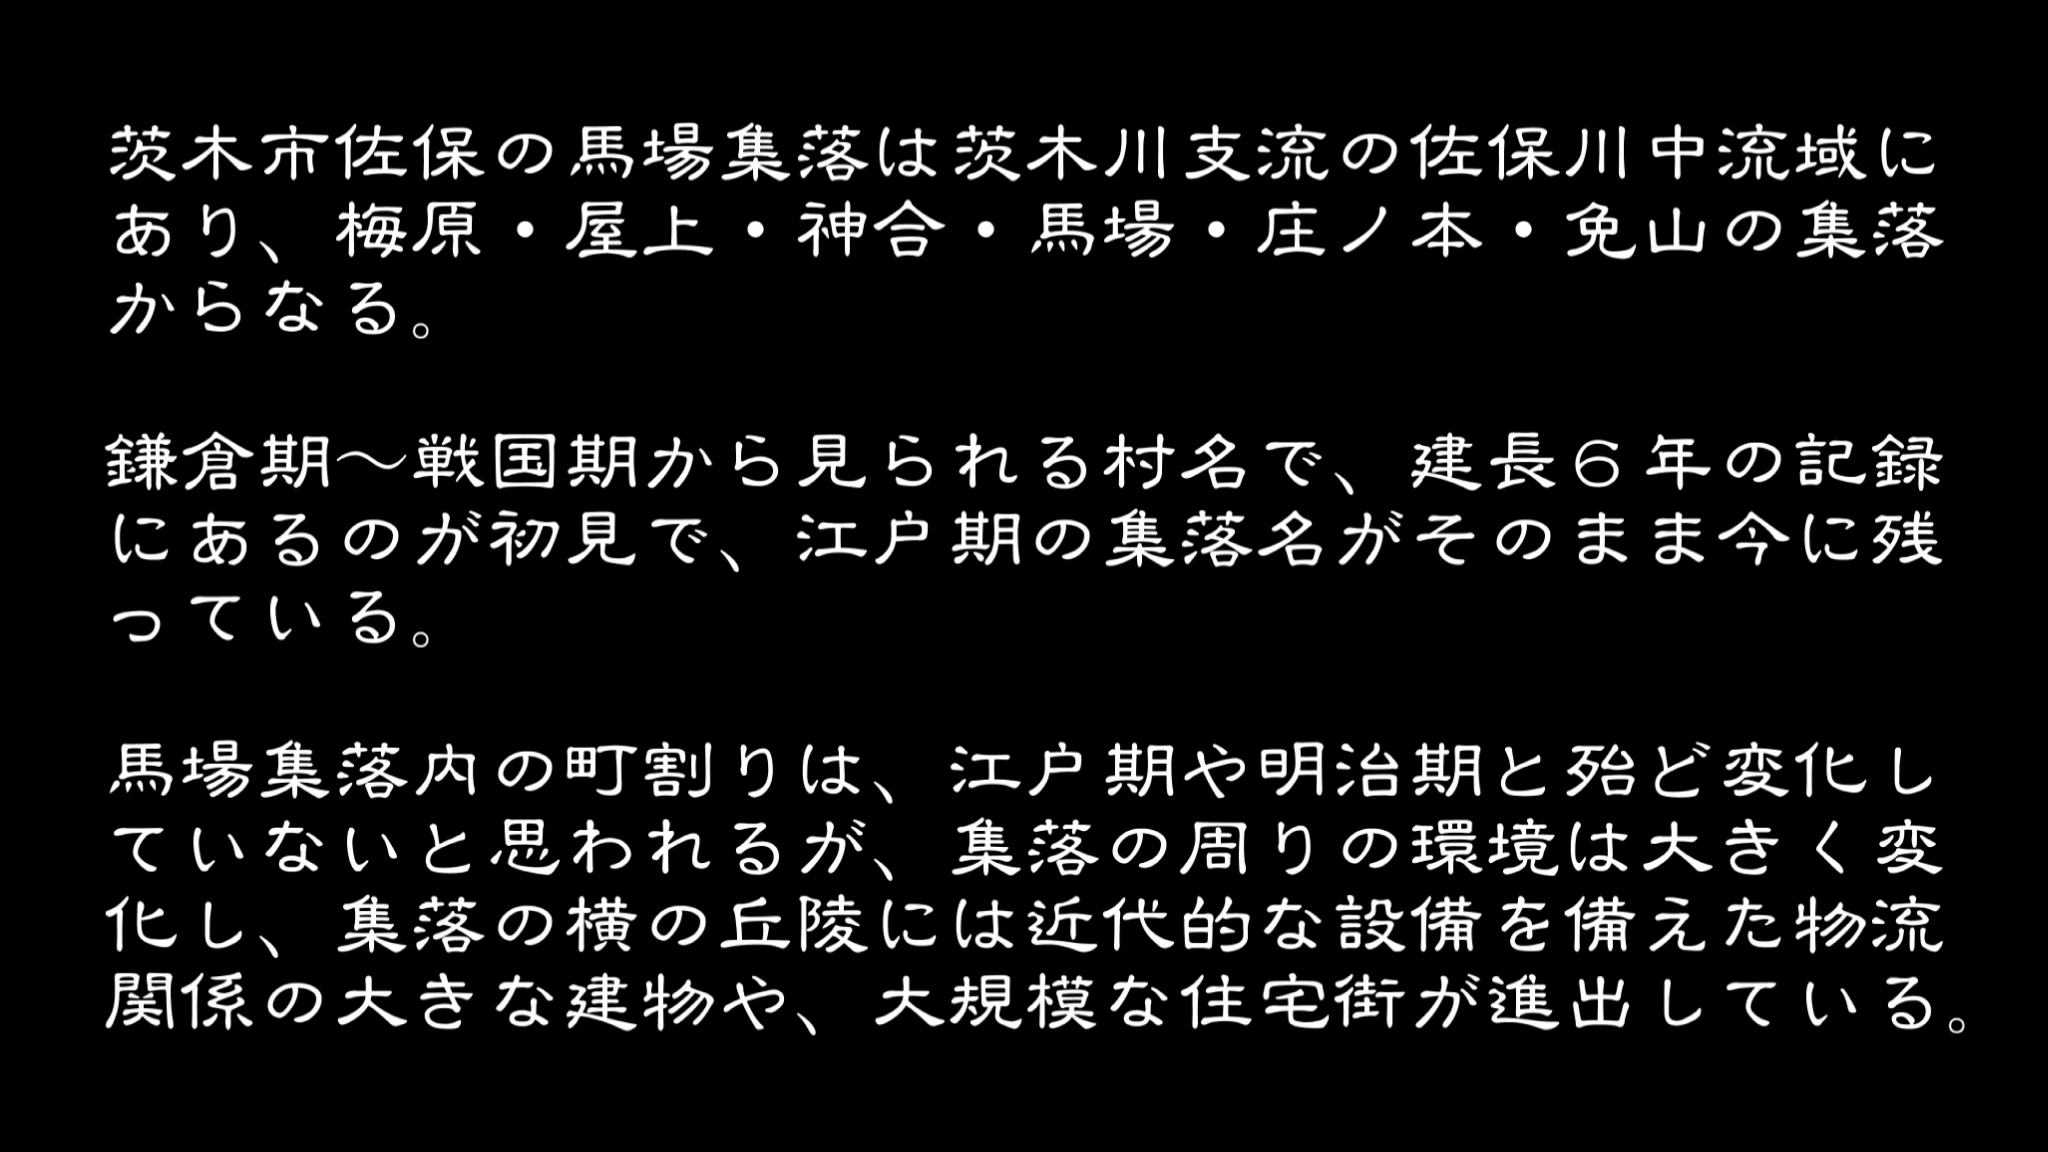 茨木市佐保の馬場集落は茨木川支流の佐保川中流域に
あり、梅原・屋上・神合・馬場・庄ノ本・免山の集落
からなる。
鎌倉期～戦国期から見られる村名で、建長６年の記録
にあるのが初見で、江戸期の集落名がそのまま今に残
っている。
馬場集落内の町割りは、江戸期や明治期と殆ど変化し
ていないと思われるが、集落の周りの環境は大きく変
化し、集落の横の丘陵には近代的な設備を備えた物流
関係の大きな建物や、大規模な住宅街が進出している。